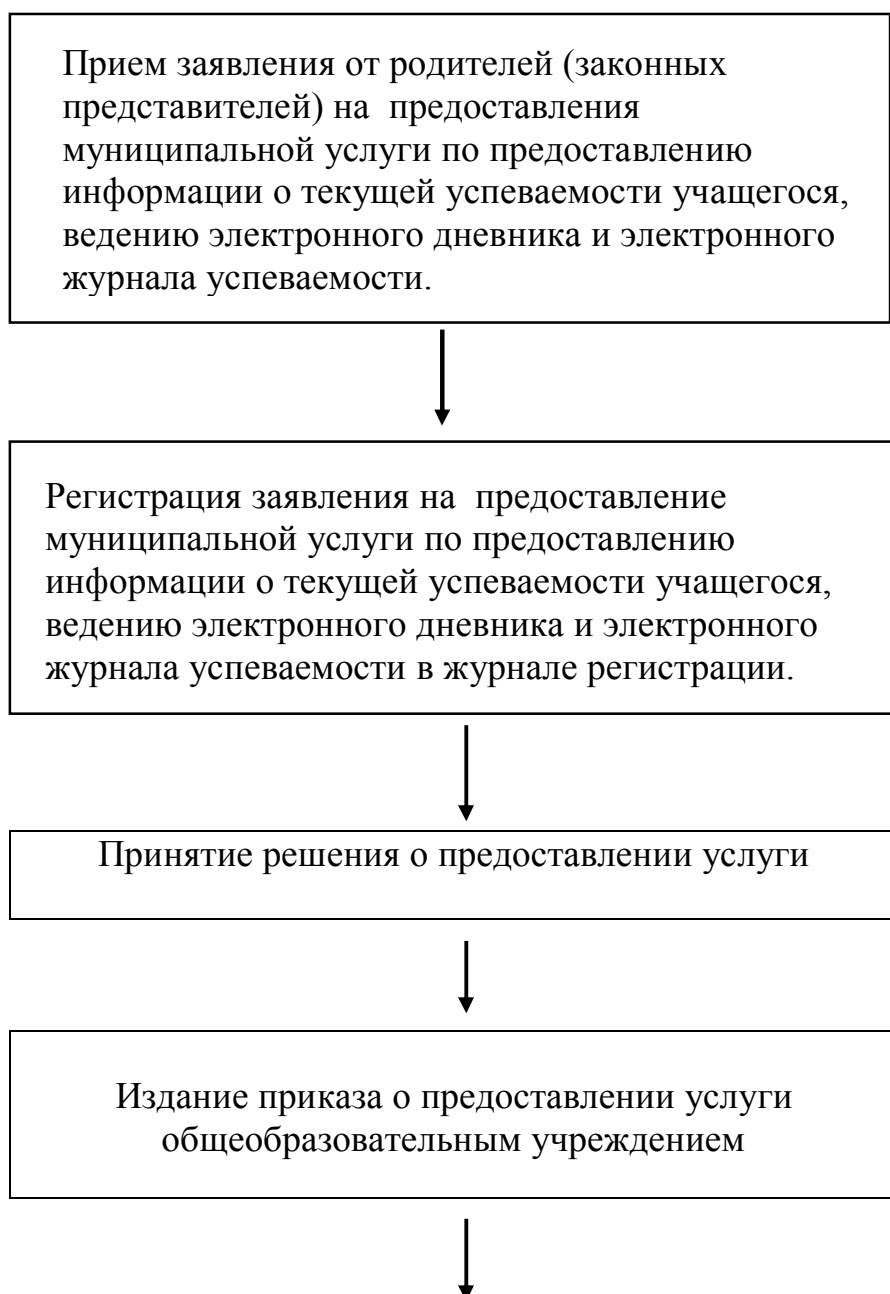 Прием заявления от родителей (законных
представителей) на  предоставления
муниципальной услуги по предоставлению
информации о текущей успеваемости учащегося,
ведению электронного дневника и электронного
журнала успеваемости.
Регистрация заявления на  предоставление
муниципальной услуги по предоставлению
информации о текущей успеваемости учащегося,
ведению электронного дневника и электронного
журнала успеваемости в журнале регистрации.
Принятие решения о предоставлении услуги
Издание приказа о предоставлении услуги
общеобразовательным учреждением